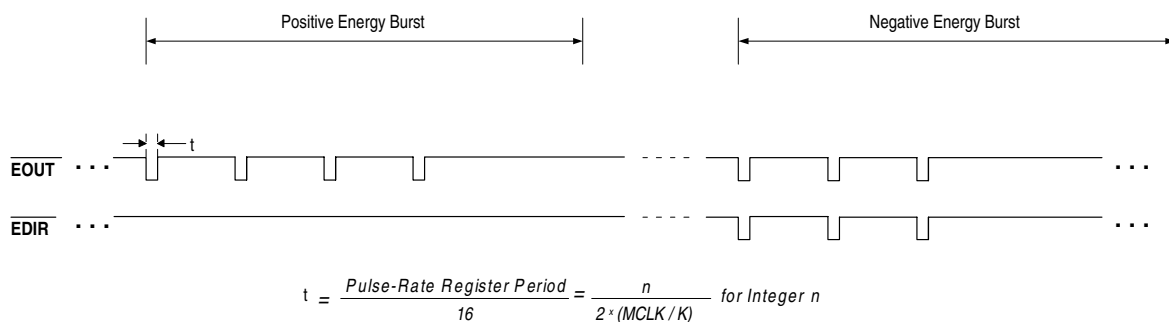 Positive Energy Burst
Negative Energy Burst
t
EOUT . . .
. . .
EDIR . . .
. . .
t = Pulse-Rate Register Period / 16 = n / 2 x (MCLK / K) for Integer n